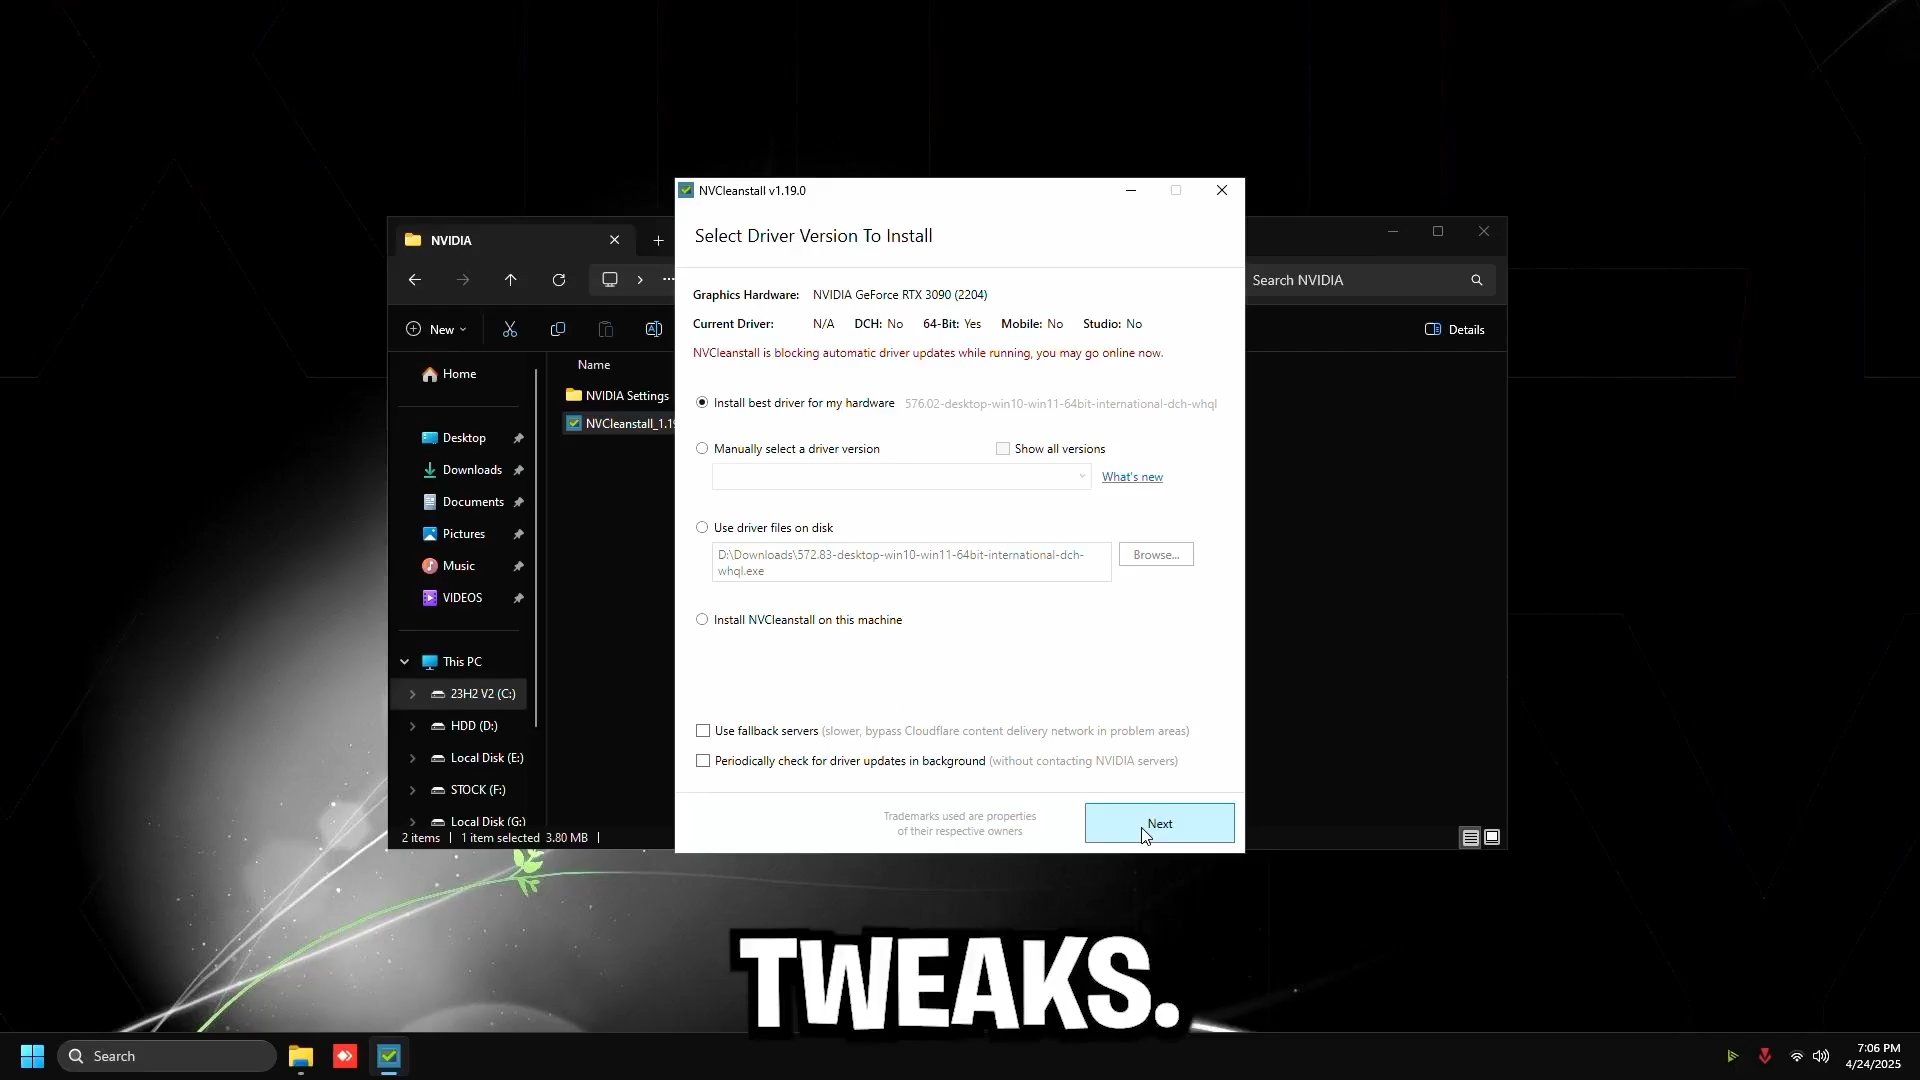 NVCleanstall v1.19.0
Select Driver Version To Install
NVIDIA
Search NVIDIA
Graphics Hardware: NVIDIA GeForce RTX 3090 (2204)
Current Driver: N/A DCH: No 64-Bit: Yes Mobile: No Studio: No
NVCleanstall is blocking automatic driver updates while running, you may go online now.
New
Details
Name
Home
NVIDIA Settings
NVCleanstall_1.19
Install best driver for my hardware 576.02-desktop-win10-win11-64bit-international-dch-whql
Desktop
Manually select a driver version Show all versions
Downloads
What's new
Documents
Pictures
Use driver files on disk
D:\Downloads\572.83-desktop-win10-win11-64bit-international-dch-
whql.exe
Browse...
Music
VIDEOS
Install NVCleanstall on this machine
This PC
23H2 V2 (C:)
HDD (D:)
Use fallback servers (slower, bypass Cloudflare content delivery network in problem areas)
Local Disk (E:)
Periodically check for driver updates in background (without contacting NVIDIA servers)
STOCK (F:)
Local Disk (G:)
Trademarks used are properties
of their respective owners
Next
2 items 1 item selected 3.80 MB
TWEAKS.
Search
7:06 PM
4/24/2025